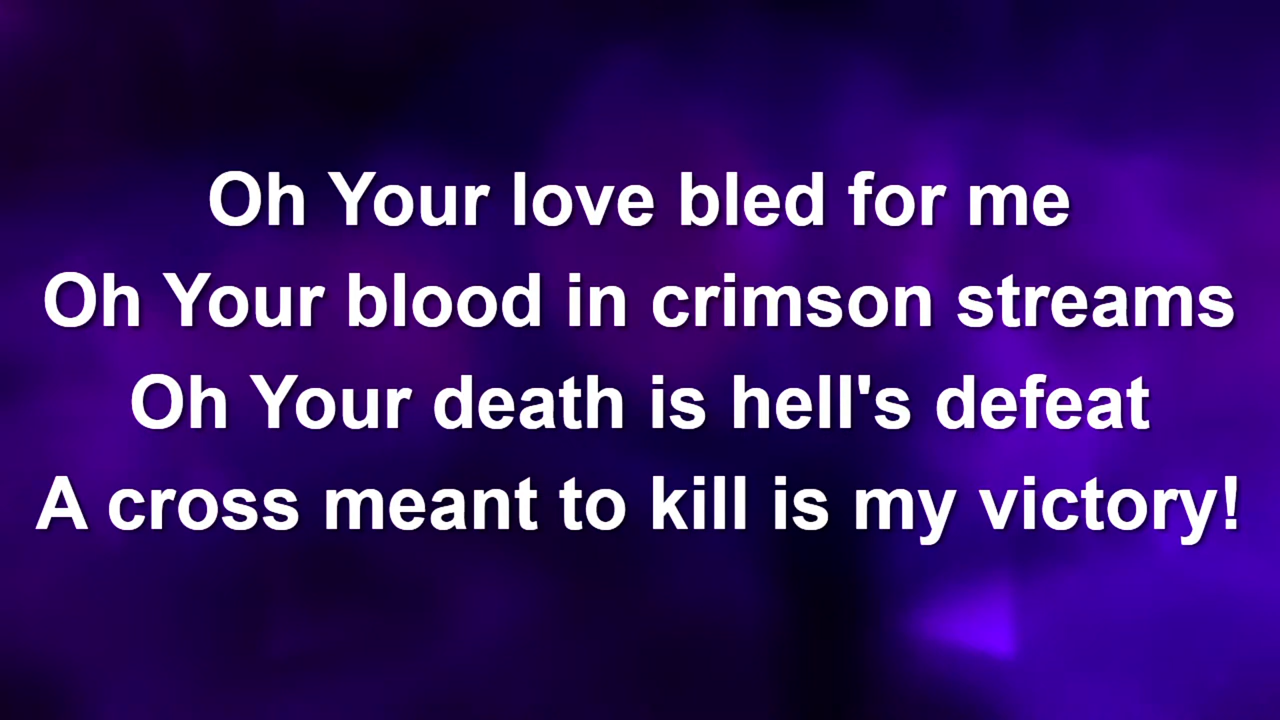 Oh Your love bled for me
Oh Your blood in crimson streams
Oh Your death is hell's defeat
A cross meant to kill is my victory!